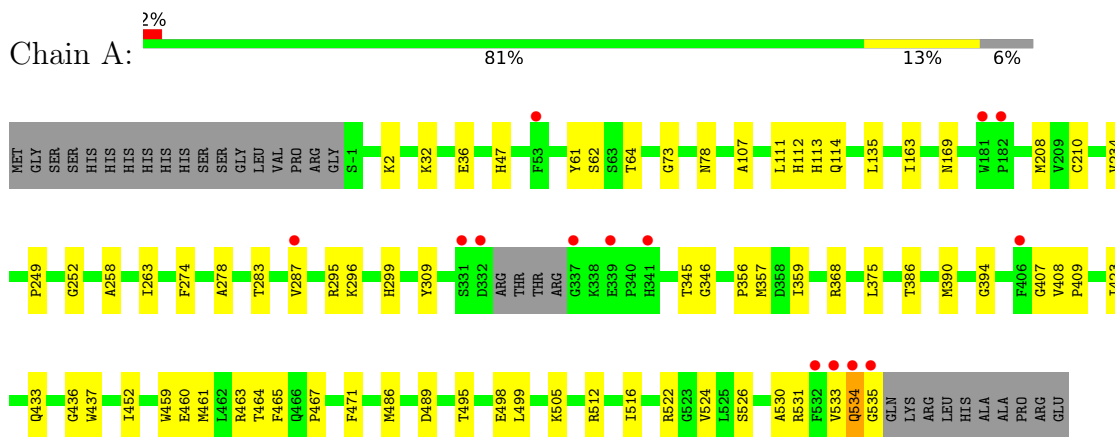 2%
Chain A:
81% 13% 6%
MET GLY SER SER HIS HIS HIS HIS HIS HIS SER SER GLY LEU VAL PRO ARG GLY S-1 K2 K32 E36 H47 F53 Y61 S62 S63 T64 G73 N78 A107 L111 H112 H113 Q114 L135 I163 N169 W181 P182 M208 V209 C210 V234
P249 G252 A258 I263 F274 A278 T283 V287 R295 K296 H299 Y309 S331 D332 ARG THR THR ARG G337 K338 E339 P340 H341 T345 G346 P356 M357 D358 I359 R368 L375 T386 M390 G394 F406 G407 V408 P409 I423
Q433 G436 W437 I452 W459 E460 M461 L462 R463 T464 F465 Q466 P467 F471 M486 D489 T495 E498 L499 K505 R512 I516 R522 G523 V524 L525 S526 A530 R531 F532 V533 Q534 G535 GLN LYS ARG LEU HIS ALA ALA PRO ARG GLU